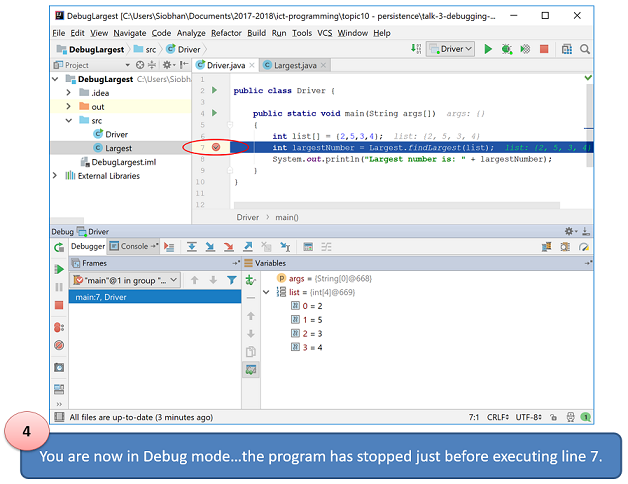 DebugLargest [C:\Users\Siobhan\Documents\2017-2018\ict-programming\topic10 - persistence\talk-3-debugging-...
File Edit View Navigate Code Analyze Refactor Build Run Tools VCS Window Help
DebugLargest src Driver Driver
Project Driver.java Largest.java
DebugLargest C:\Users\Siobh
.idea
out
src
Driver
Largest
DebugLargest.iml
External Libraries
1
2 public class Driver {
3
4 public static void main(String args[]) args: {}
5 {
6 int list[] = {2,5,3,4}; list: {2, 5, 3, 4}
7 int largestNumber = Largest.findLargest(list); list: {2, 5, 3, 4
8 System.out.println("Largest number is: " + largestNumber);
9 }
10 }
11
12
Driver main()
Debug Driver
Debugger Console
Frames Variables
"main"@1 in group "...
main:7, Driver
args = {String[0]@668}
list = {int[4]@669}
0 = 2
1 = 5
2 = 3
3 = 4
All files are up-to-date (3 minutes ago) 7:1 CRLF UTF-8 1
4
You are now in Debug mode...the program has stopped just before executing line 7.